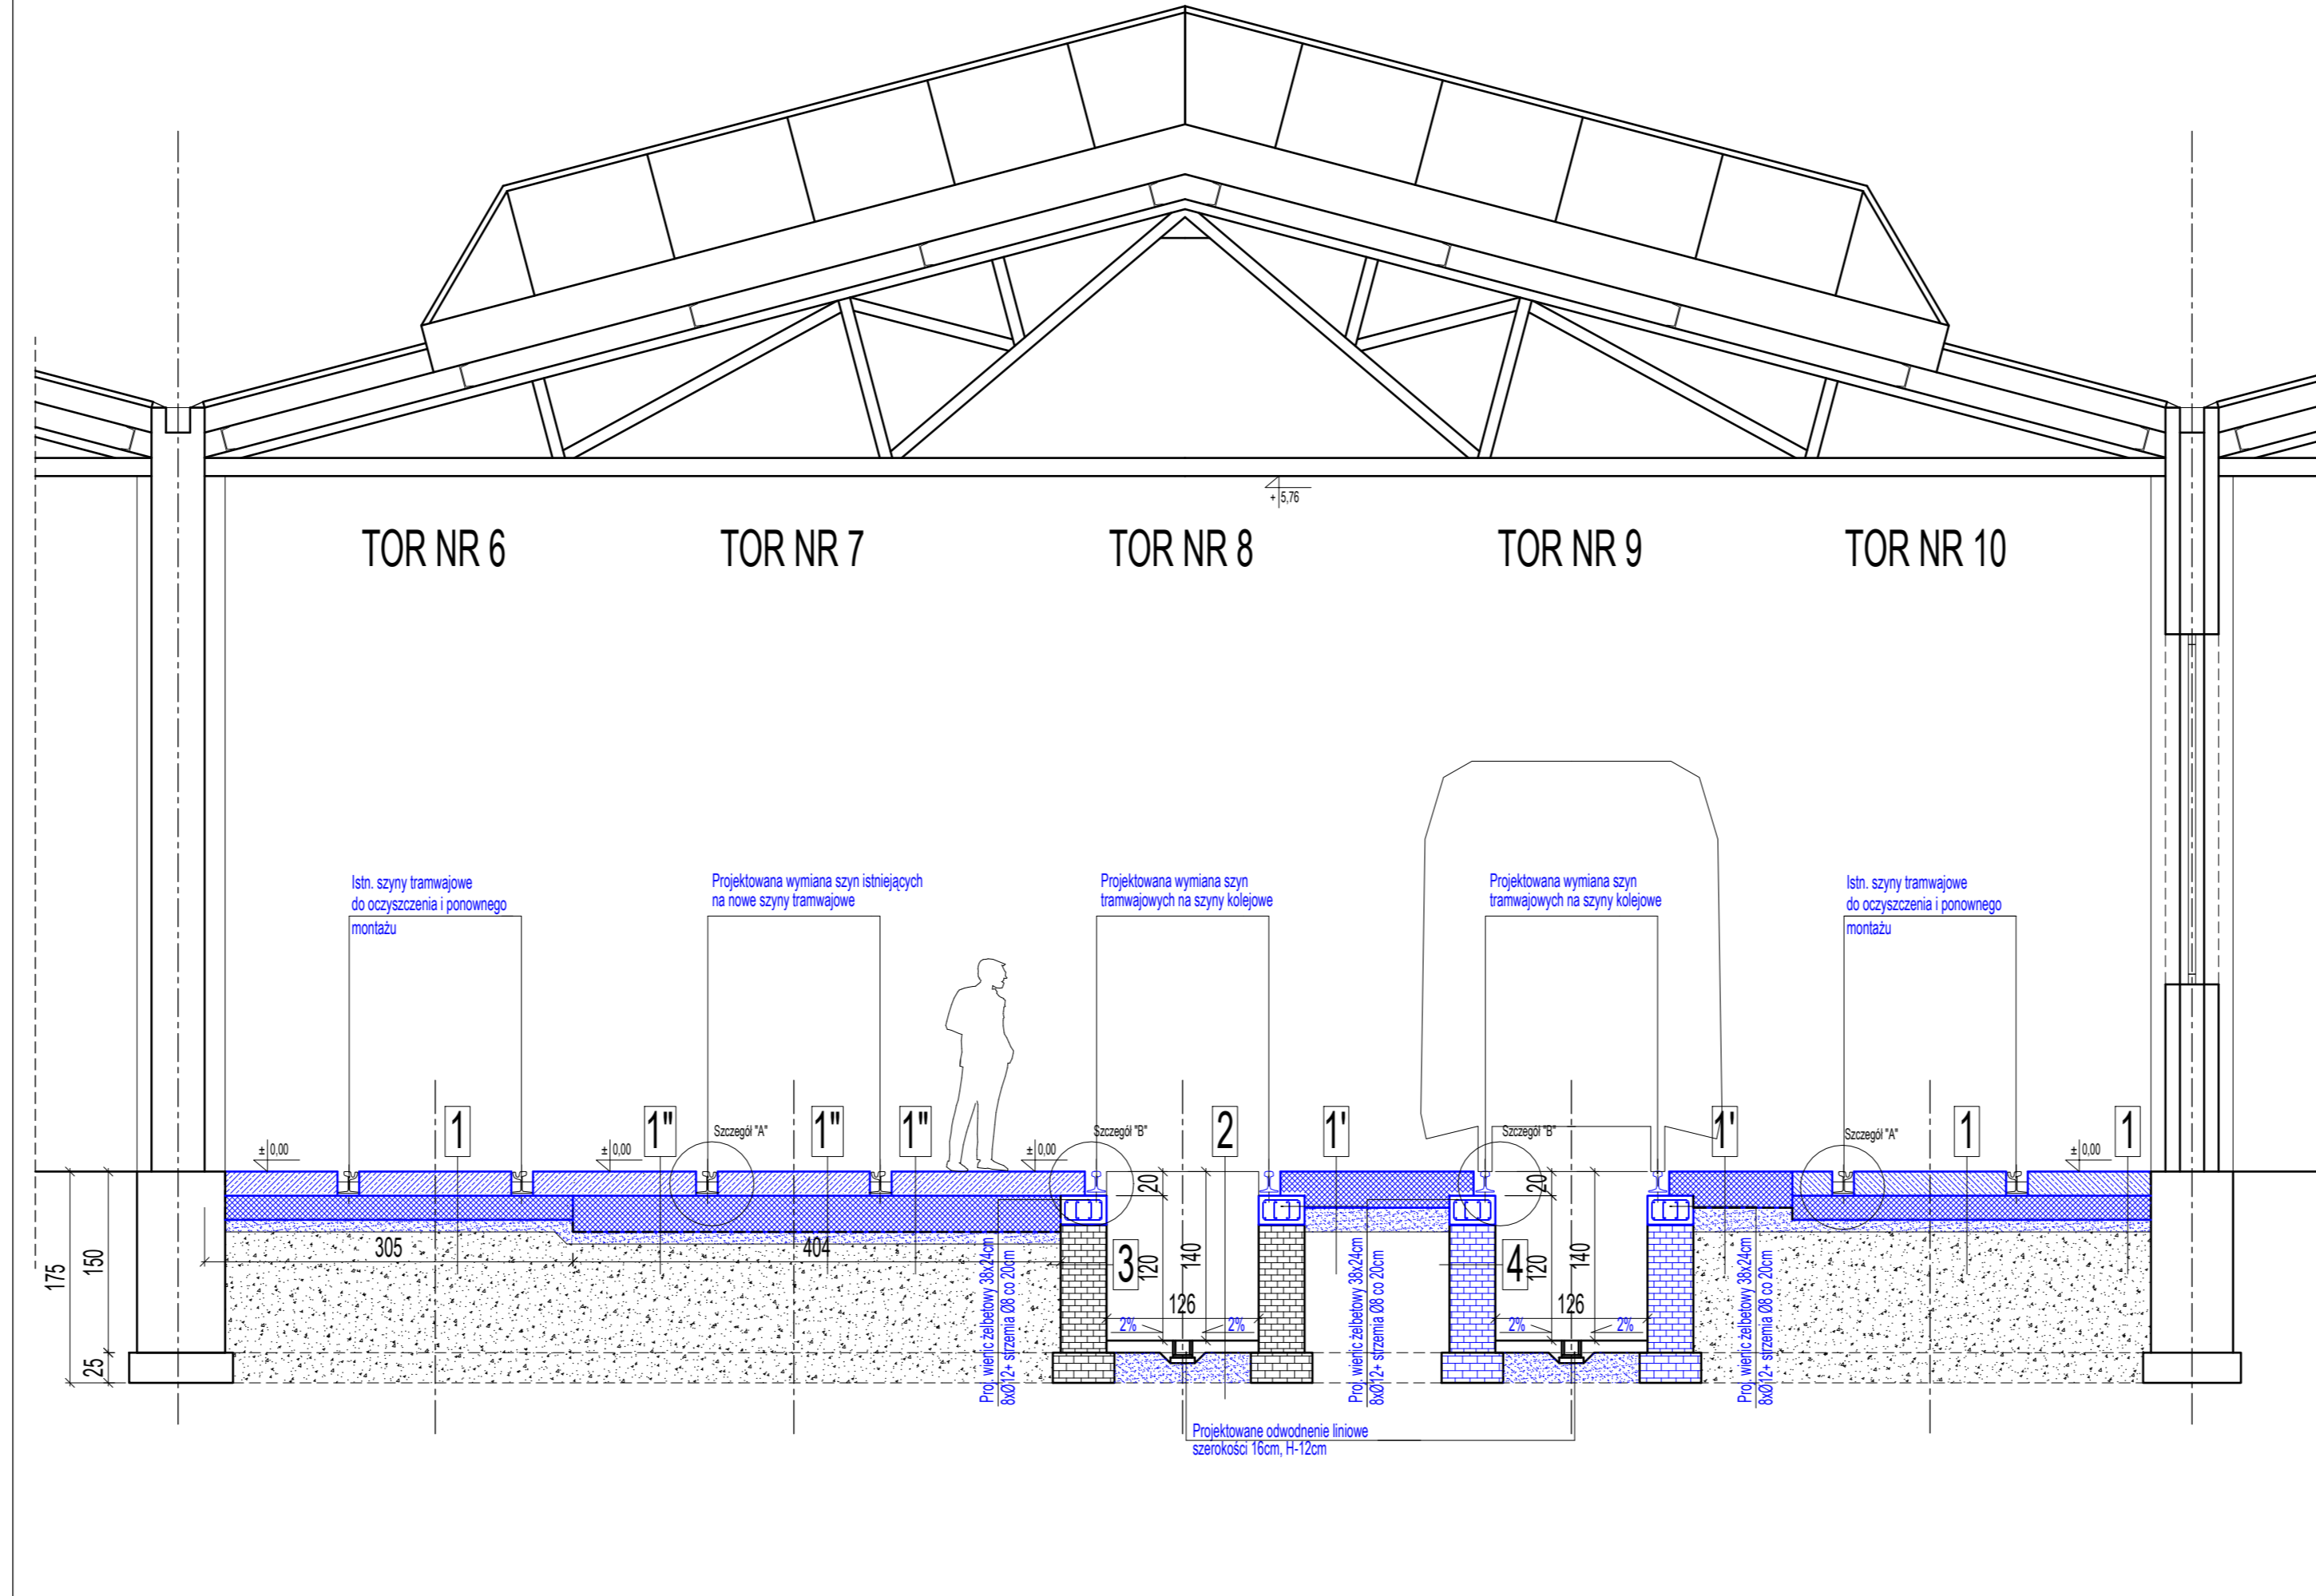 + 5,76
TOR NR 6
TOR NR 7
TOR NR 8
TOR NR 9
TOR NR 10
Istn. szyny tramwajowe
do oczyszczenia i ponownego
montażu
Projektowana wymiana szyn istniejących
na nowe szyny tramwajowe
Projektowana wymiana szyn
tramwajowych na szyny kolejowe
Projektowana wymiana szyn
tramwajowych na szyny kolejowe
Istn. szyny tramwajowe
do oczyszczenia i ponownego
montażu
± 0,00
1
± 0,00
1"
Szczegół "A"
1"
1"
± 0,00
Szczegół "B"
2
1'
Szczegół "B"
1'
Szczegół "A"
1
± 0,00
1
175
150
25
305
404
Proj. wieniec żelbetowy 38x24cm
8xØ12+ strzemia Ø8 co 20cm
3
20
120
140
126
2%
2%
Proj. wieniec żelbetowy 38x24cm
8xØ12+ strzemia Ø8 co 20cm
4
20
120
140
126
2%
2%
Proj. wieniec żelbetowy 38x24cm
8xØ12+ strzemia Ø8 co 20cm
Projektowane odwodnenie liniowe
szerokości 16cm, H-12cm